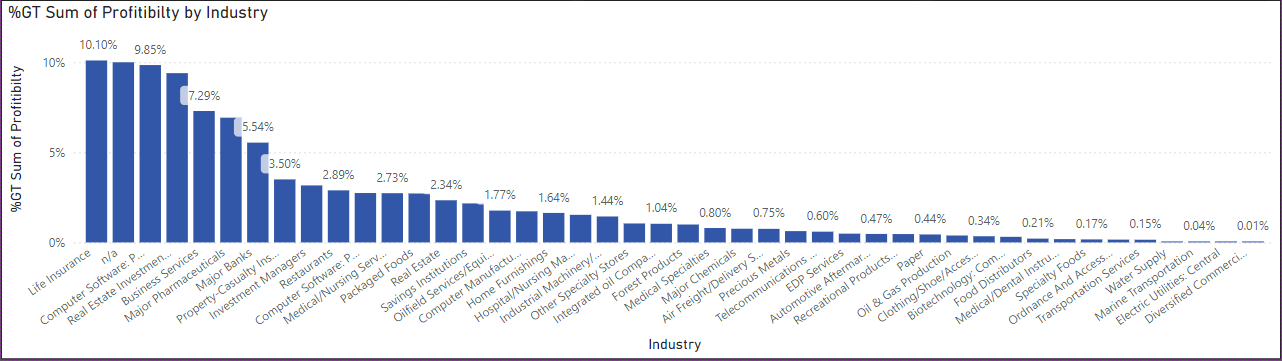 %GT Sum of Profitibilty by Industry
%GT Sum of Profitibilty
10%
5%
0%
10.10%
9.85%
7.29%
5.54%
3.50%
2.89%
2.73%
2.34%
1.77%
1.64%
1.44%
1.04%
0.80%
0.75%
0.60%
0.47%
0.44%
0.34%
0.21%
0.17%
0.15%
0.04%
0.01%
Life Insurance
n/a
Computer Software: P...
Real Estate Investmen...
Business Services
Major Pharmaceuticals
Major Banks
Property-Casualty Ins...
Investment Managers
Restaurants
Computer Software: P...
Medical/Nursing Serv...
Packaged Foods
Real Estate
Savings Institutions
Oilfield Services/Equi...
Computer Manufactu...
Home Furnishings
Hospital/Nursing Ma...
Industrial Machinery/...
Other Specialty Stores
Integrated oil Compa...
Forest Products
Medical Specialties
Major Chemicals
Air Freight/Delivery S...
Precious Metals
Telecommunications ...
EDP Services
Automotive Aftermar...
Recreational Products...
Paper
Oil & Gas Production
Clothing/Shoe/Acces...
Biotechnology: Com...
Food Distributors
Medical/Dental Instru...
Specialty Foods
Ordnance And Access...
Transportation Services
Water Supply
Marine Transportation
Electric Utilities: Central
Diversified Commerci...
Industry